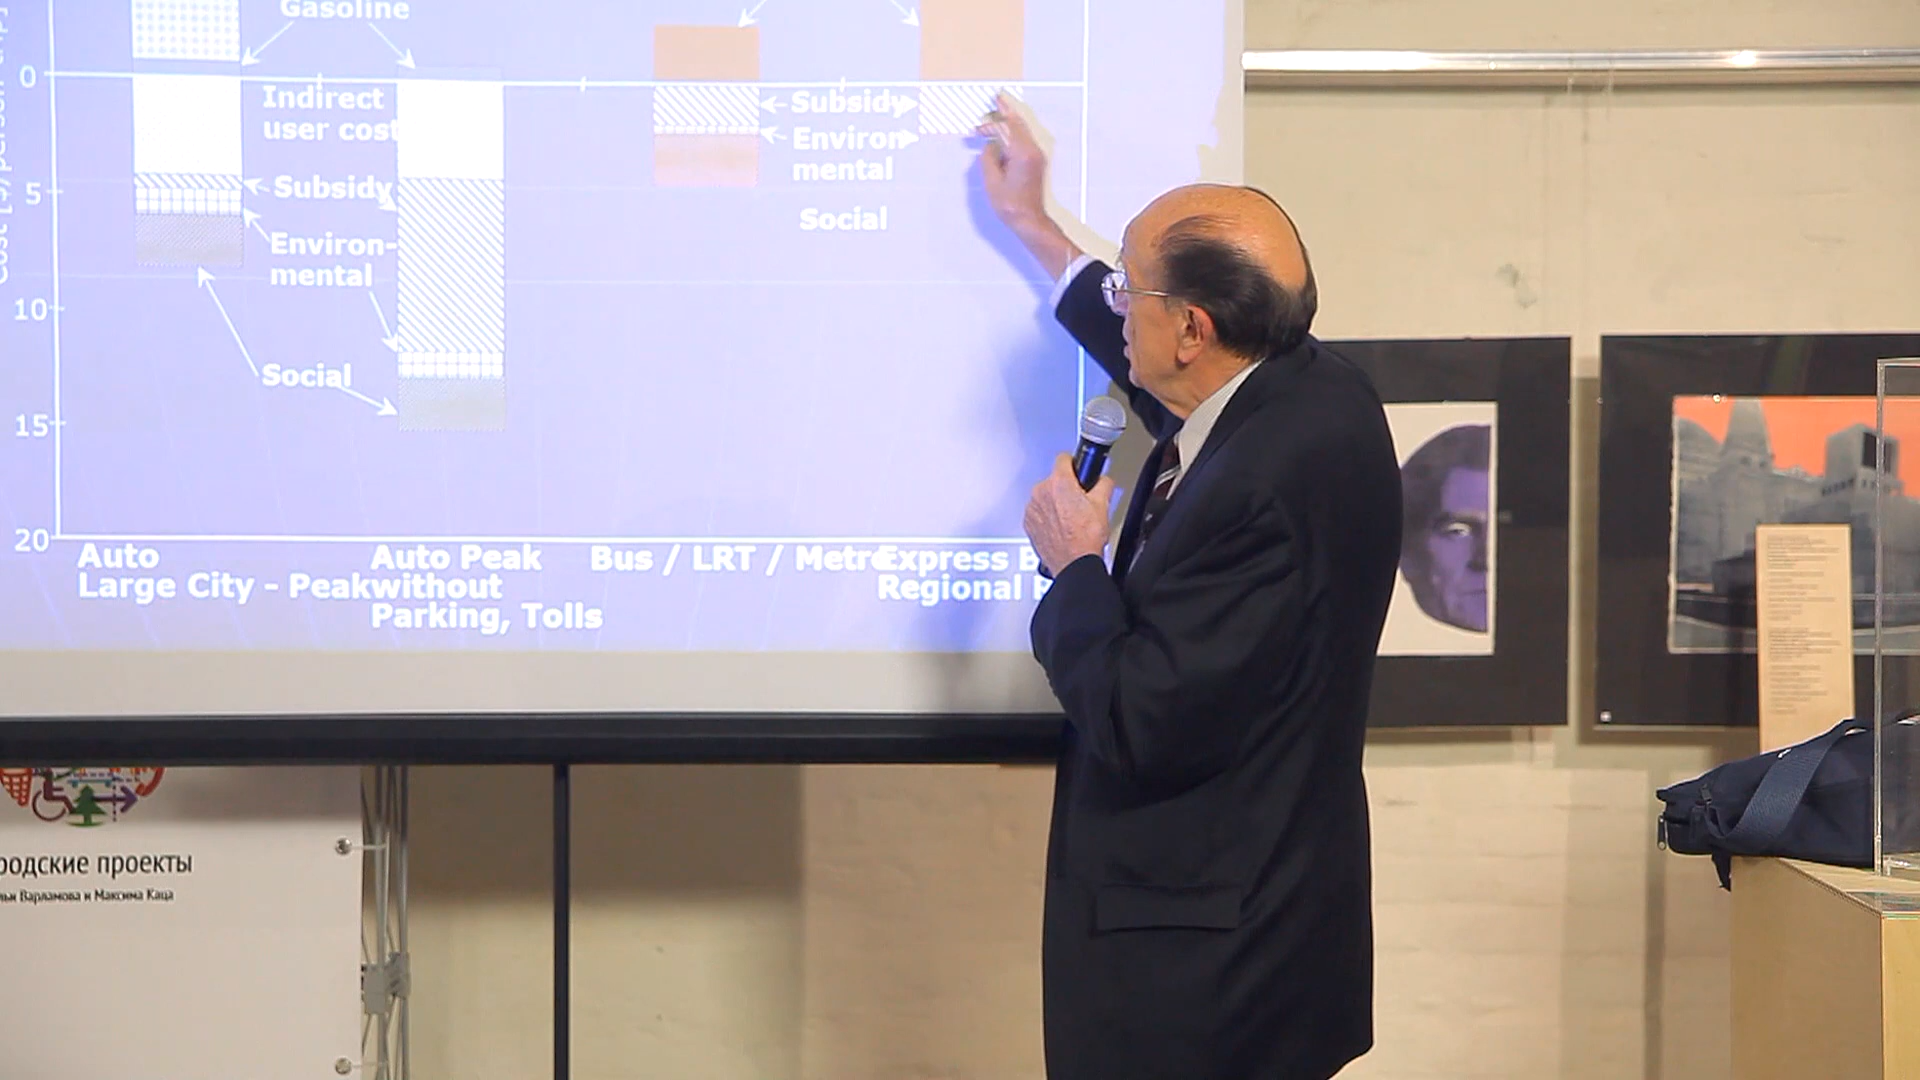 Gasoline
0
Indirect
user cost
Subsidy
Environ-
mental
Social
5
Subsidy
Environ-
mental
10
Social
15
20
Auto
Large City - Peak
Auto Peak
without
Parking, Tolls
Bus / LRT / Metro
Express B
Regional
родские проекты
Варламова и Максима Каца